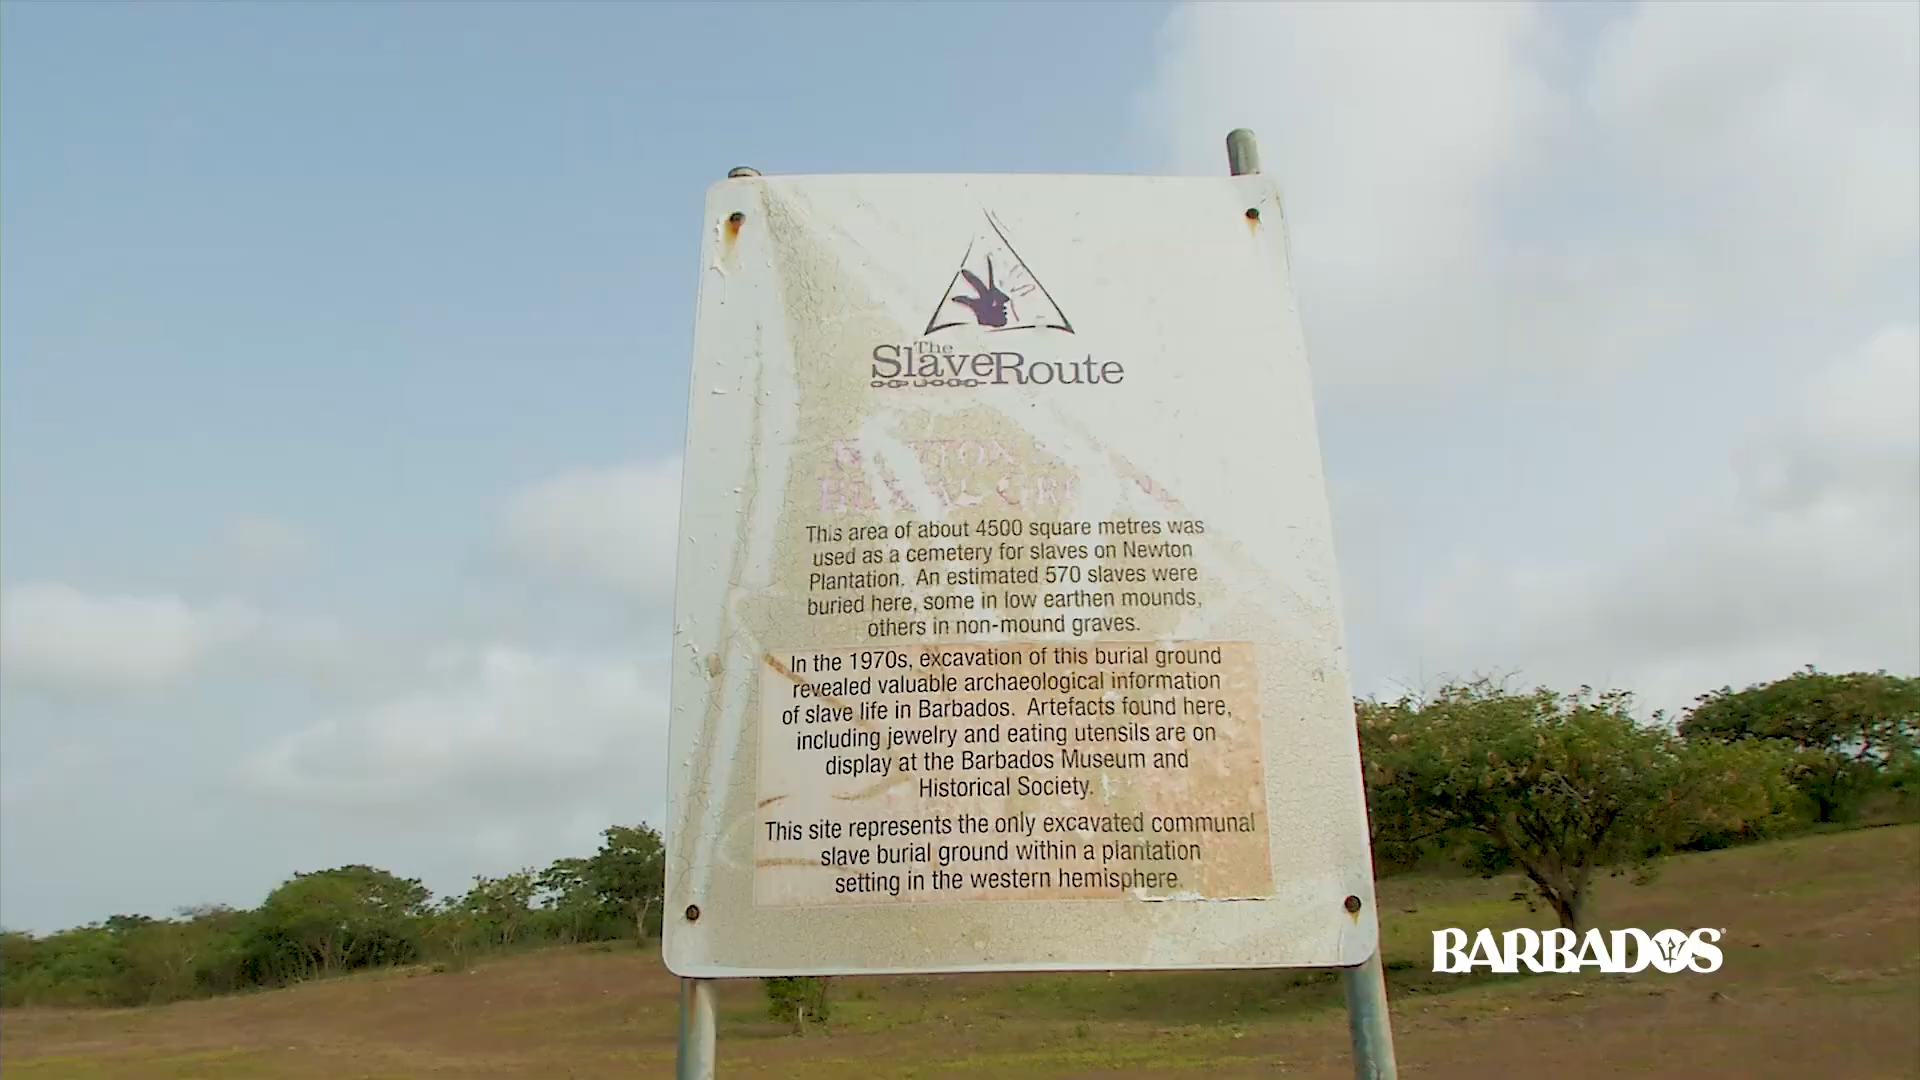 The
SlaveRoute
This area of about 4500 square metres was
used as a cemetery for slaves on Newton
Plantation. An estimated 570 slaves were
buried here, some in low earthen mounds,
others in non-mound graves.
In the 1970s, excavation of this burial ground
revealed valuable archaeological information
of slave life in Barbados. Artefacts found here,
including jewelry and eating utensils are on
display at the Barbados Museum and
Historical Society.
This site represents the only excavated communal
slave burial ground within a plantation
setting in the western hemisphere.
BARBADOS®